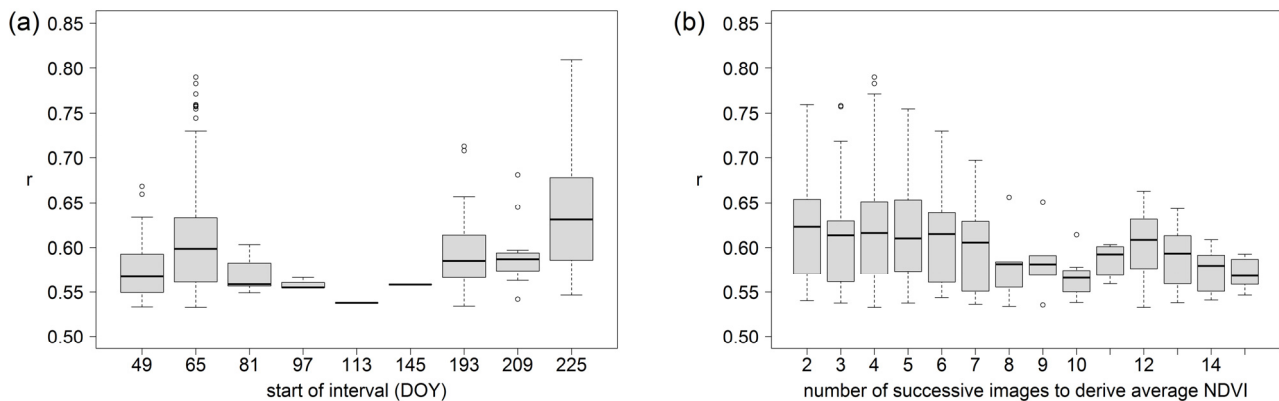 (a)
0.85
0.80
0.75
0.70
0.65
0.60
0.55
0.50
r
49 65 81 97 113 145 193 209 225
start of interval (DOY)
(b)
0.85
0.80
0.75
0.70
0.65
0.60
0.55
0.50
r
2 3 4 5 6 7 8 9 10 12 14
number of successive images to derive average NDVI